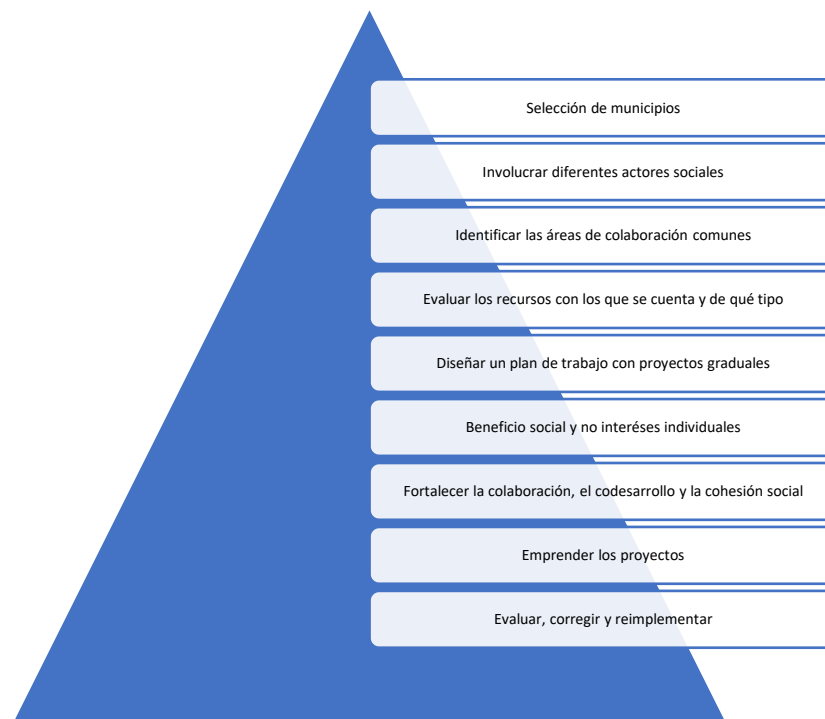 Selección de municipios
Involucrar diferentes actores sociales
Identificar las áreas de colaboración comunes
Evaluar los recursos con los que se cuenta y de qué tipo
Diseñar un plan de trabajo con proyectos graduales
Beneficio social y no interéses individuales
Fortalecer la colaboración, el codesarrollo y la cohesión social
Emprender los proyectos
Evaluar, corregir y reimplementar